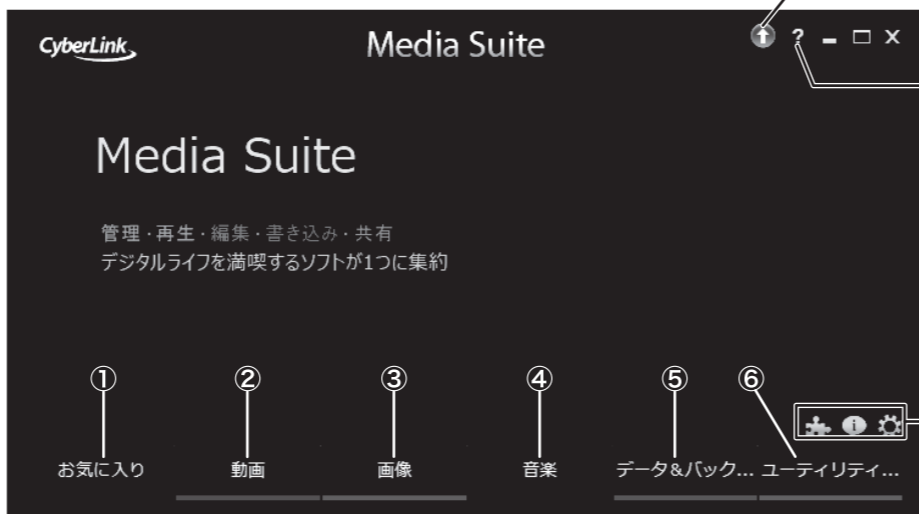 CyberLink
Media Suite
?
Media Suite
管理・再生・編集・書き込み・共有
デジタルライフを満喫するソフトが1つに集約
① ② ③ ④ ⑤ ⑥
お気に入り 動画 画像 音楽 データ&バック... ユーティリティ...